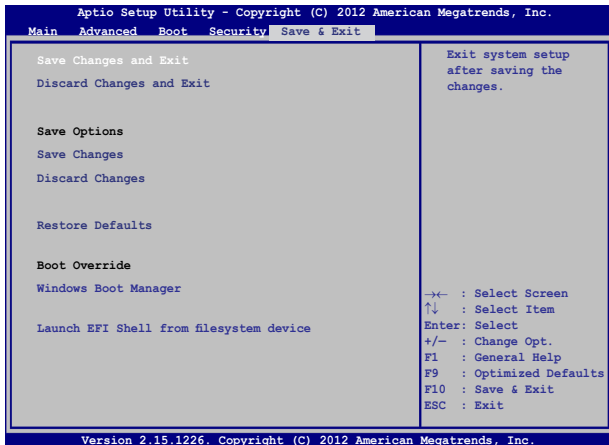 Aptio Setup Utility - Copyright (C) 2012 American Megatrends, Inc.
Main Advanced Boot Security Save & Exit
Save Changes and Exit
Discard Changes and Exit
Save Options
Save Changes
Discard Changes
Restore Defaults
Boot Override
Windows Boot Manager
Launch EFI Shell from filesystem device
Exit system setup
after saving the
changes.
→← : Select Screen
↑↓ : Select Item
Enter: Select
+/— : Change Opt.
F1 : General Help
F9 : Optimized Defaults
F10 : Save & Exit
ESC : Exit
Version 2.15.1226. Copyright (C) 2012 American Megatrends, Inc.